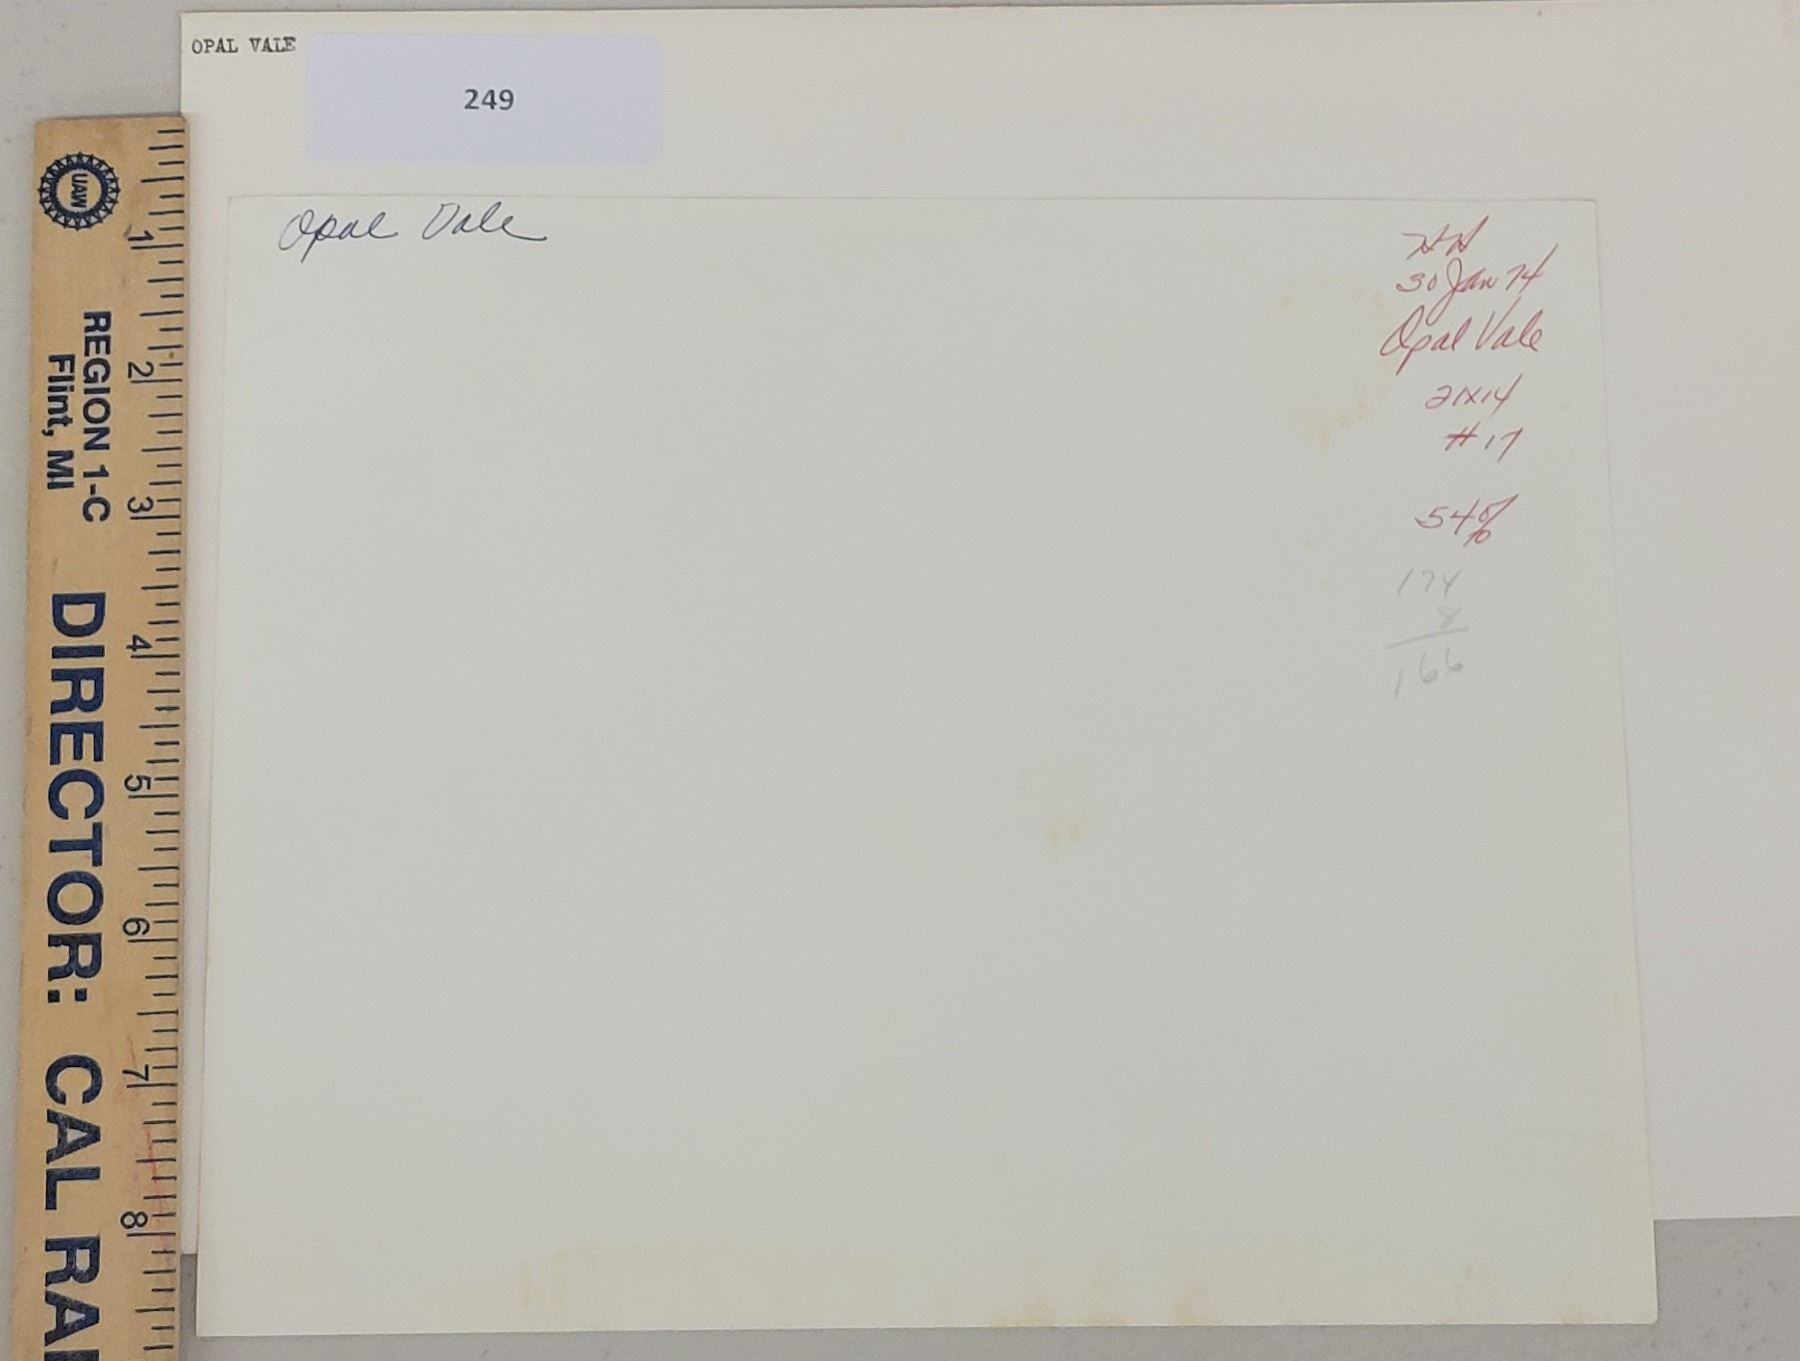 OPAL VALE
249
Opal Vale
30 Jan 74
Opal Vale
21x14
#17
54%
174
8
166
UAW
REGION 1-C
Flint, MI
DIRECTOR: CAL RA
1
2
3
4
5
6
7
8